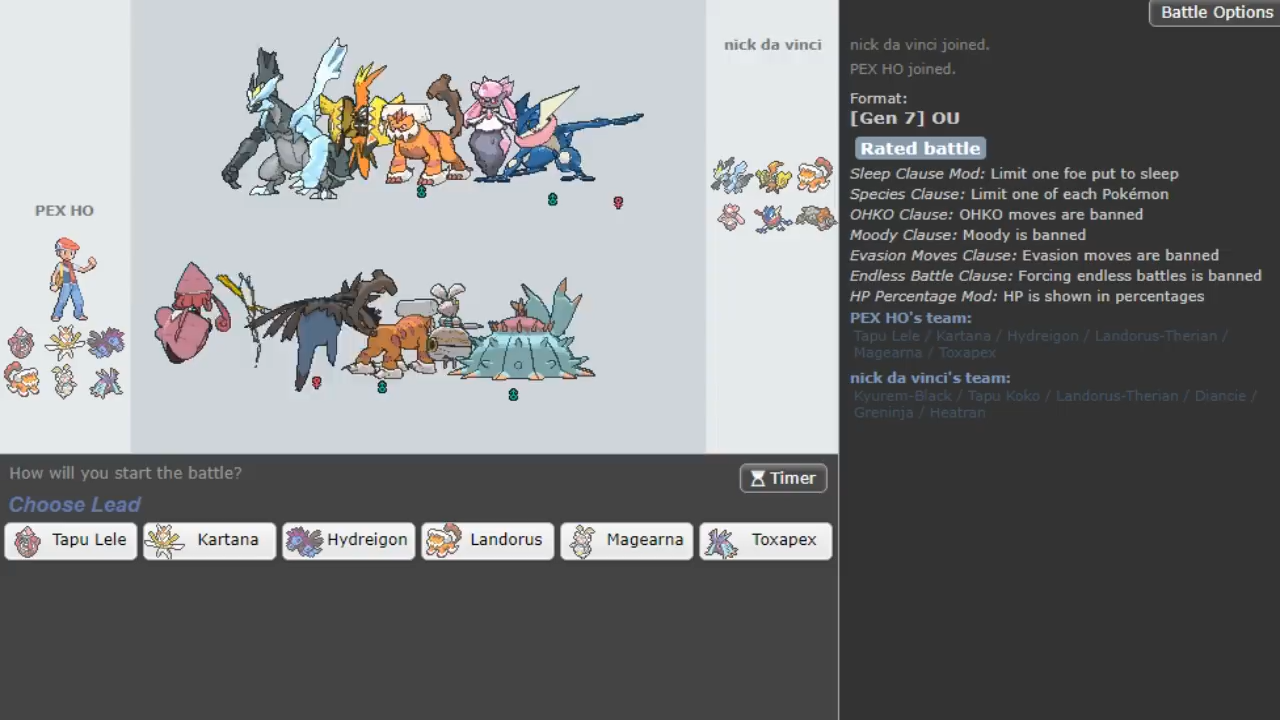 Battle Options
nick da vinci
nick da vinci joined.
PEX HO joined.
Format:
[Gen 7] OU
Rated battle
Sleep Clause Mod: Limit one foe put to sleep
Species Clause: Limit one of each Pokémon
OHKO Clause: OHKO moves are banned
Moody Clause: Moody is banned
Evasion Moves Clause: Evasion moves are banned
Endless Battle Clause: Forcing endless battles is banned
HP Percentage Mod: HP is shown in percentages
PEX HO's team:
Tapu Lele / Kartana / Hydreigon / Landorus-Therian /
Magearna / Toxapex
nick da vinci's team:
Kyurem-Black / Tapu Koko / Landorus-Therian / Diancie /
Greninja / Heatran
PEX HO
How will you start the battle?
Timer
Choose Lead
Tapu Lele
Kartana
Hydreigon
Landorus
Magearna
Toxapex